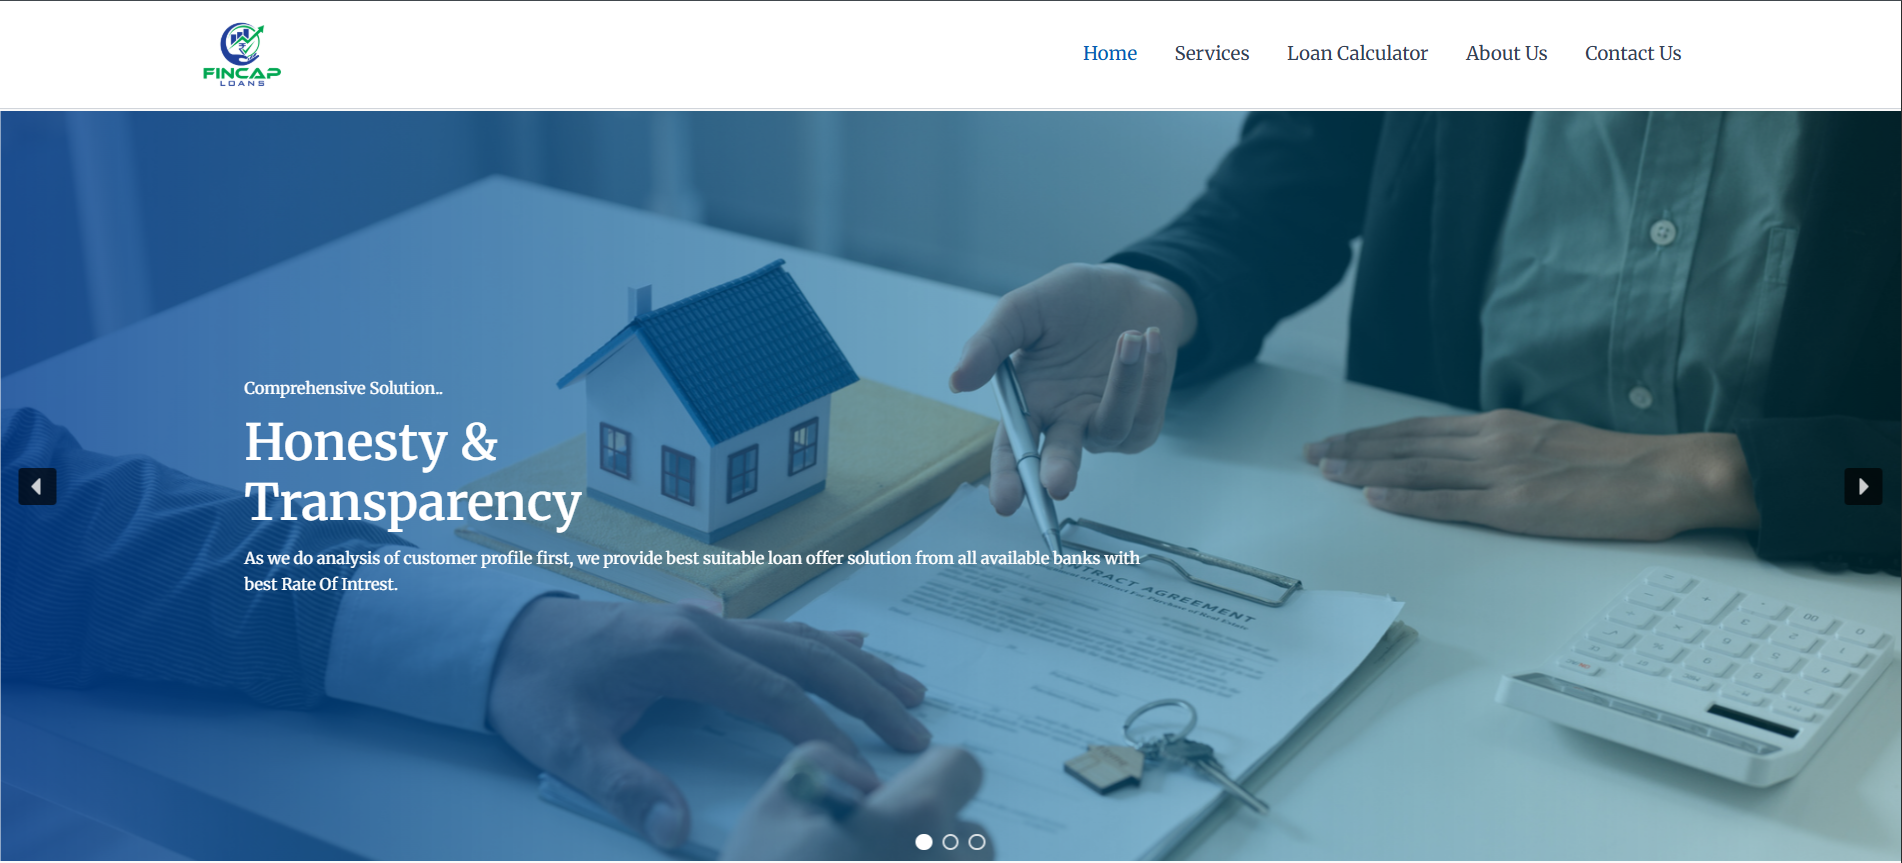 FINCAP
LOANS
Home Services Loan Calculator About Us Contact Us
Comprehensive Solution..
Honesty &
Transparency
As we do analysis of customer profile first, we provide best suitable loan offer solution from all available banks with
best Rate Of Intrest.
AGREEMENT